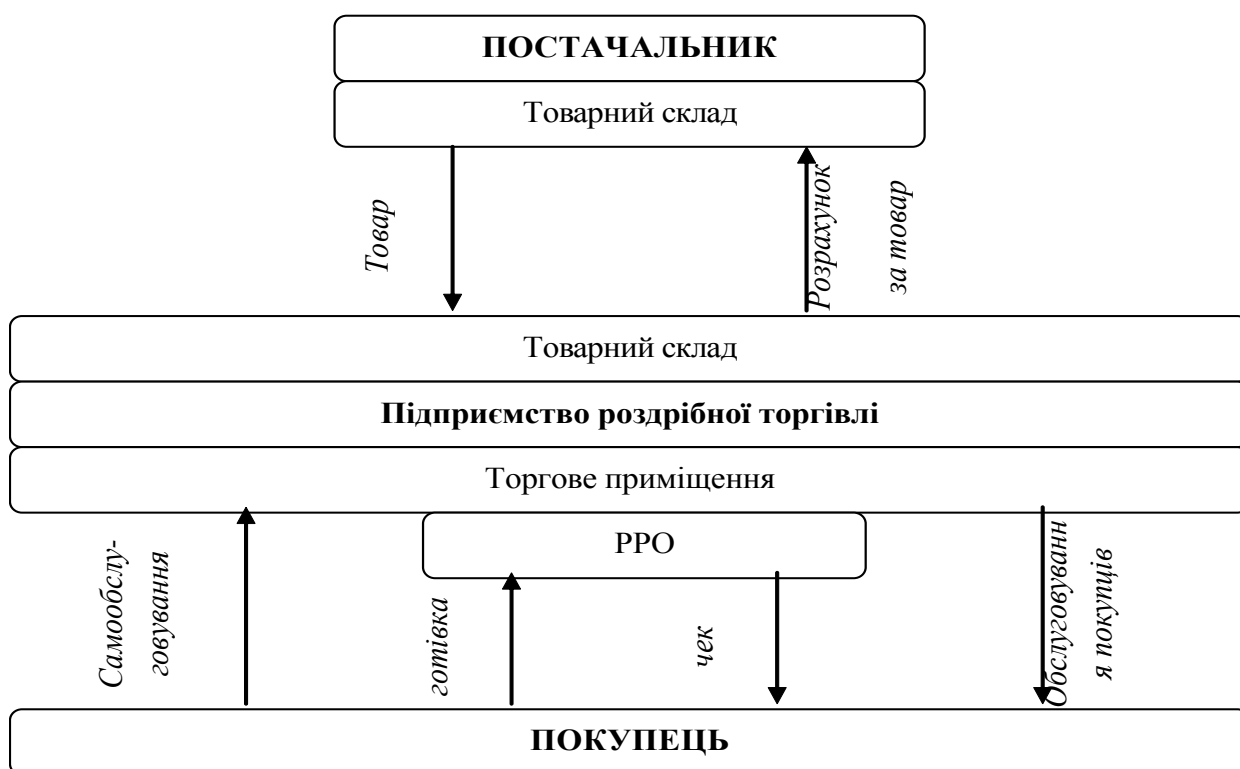 ПОСТАЧАЛЬНИК
Товарний склад
Товар
Розрахунок
за товар
Товарний склад
Підприємство роздрібної торгівлі
Торгове приміщення
РРО
Самообслу-
говування
готівка
чек
Обслуговуванн
я покупців
ПОКУПЕЦЬ